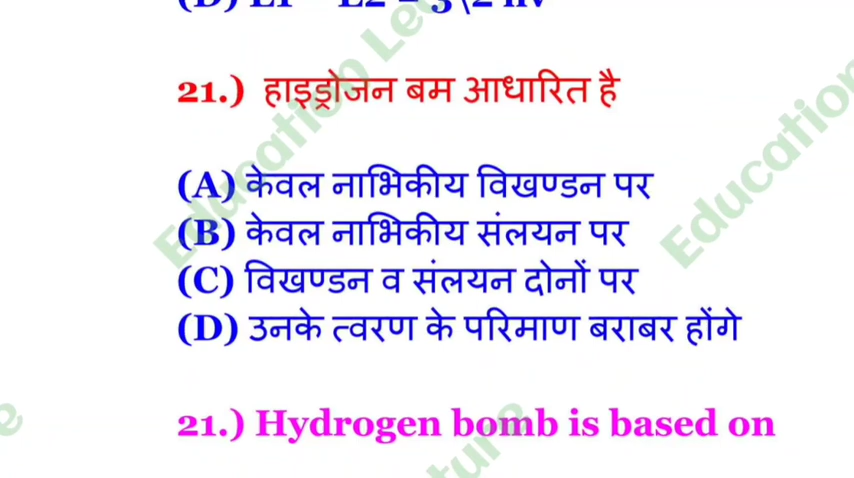 21.) हाइड्रोजन बम आधारित है
(A) केवल नाभिकीय विखण्डन पर
(B) केवल नाभिकीय संलयन पर
(C) विखण्डन व संलयन दोनों पर
(D) उनके त्वरण के परिमाण बराबर होंगे
21.) Hydrogen bomb is based on